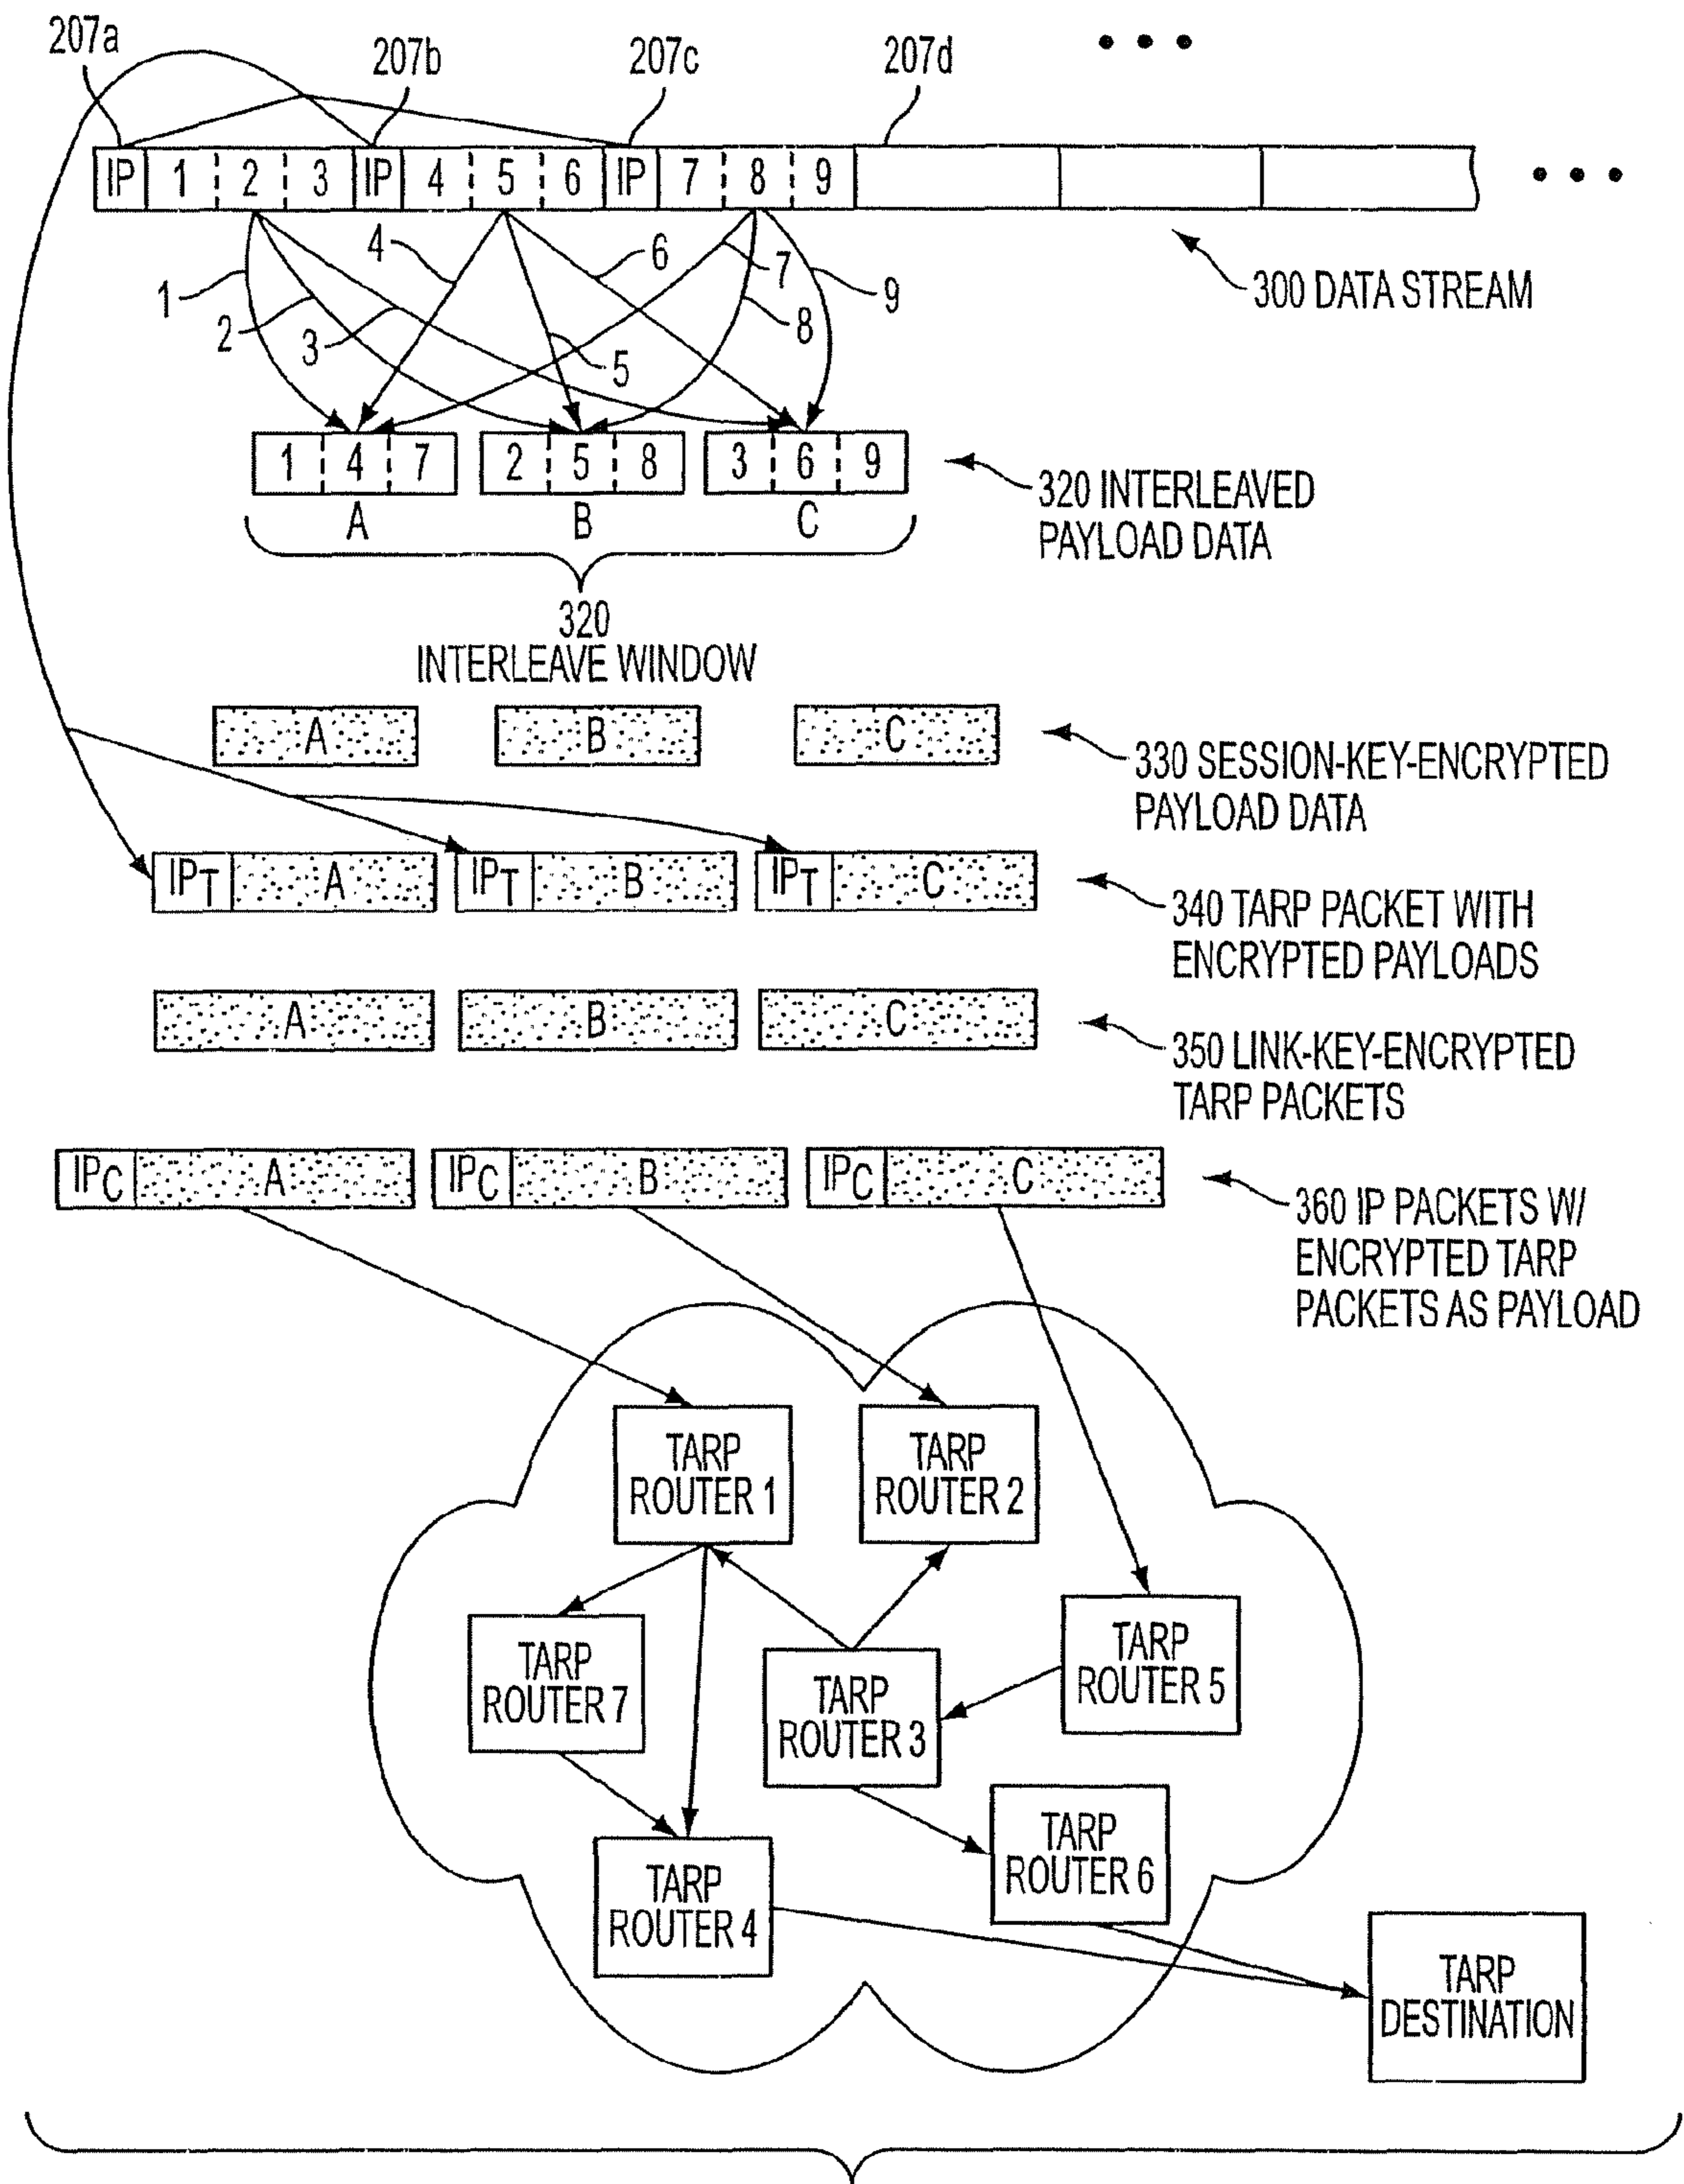 207a
207b
207c
207d
IP 1 2 3 IP 4 5 6 IP 7 8 9
1
2
3
4
5
6
7
8
9
300 DATA STREAM
1 4 7
2 5 8
3 6 9
A
B
C
320 INTERLEAVED
PAYLOAD DATA
320
INTERLEAVE WINDOW
A
B
C
330 SESSION-KEY-ENCRYPTED
PAYLOAD DATA
IPT A
IPT B
IPT C
340 TARP PACKET WITH
ENCRYPTED PAYLOADS
A
B
C
350 LINK-KEY-ENCRYPTED
TARP PACKETS
IPC A
IPC B
IPC C
360 IP PACKETS W/
ENCRYPTED TARP
PACKETS AS PAYLOAD
TARP
ROUTER 1
TARP
ROUTER 2
TARP
ROUTER 7
TARP
ROUTER 3
TARP
ROUTER 5
TARP
ROUTER 4
TARP
ROUTER 6
TARP
DESTINATION